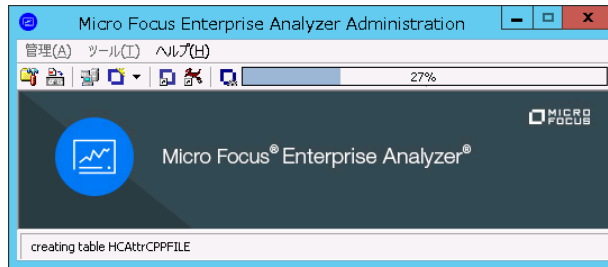 Micro Focus Enterprise Analyzer Administration
管理(A) ツール(T) ヘルプ(H)
27%
MICRO
FOCUS
Micro Focus® Enterprise Analyzer®
creating table HCAttrCPPFILE